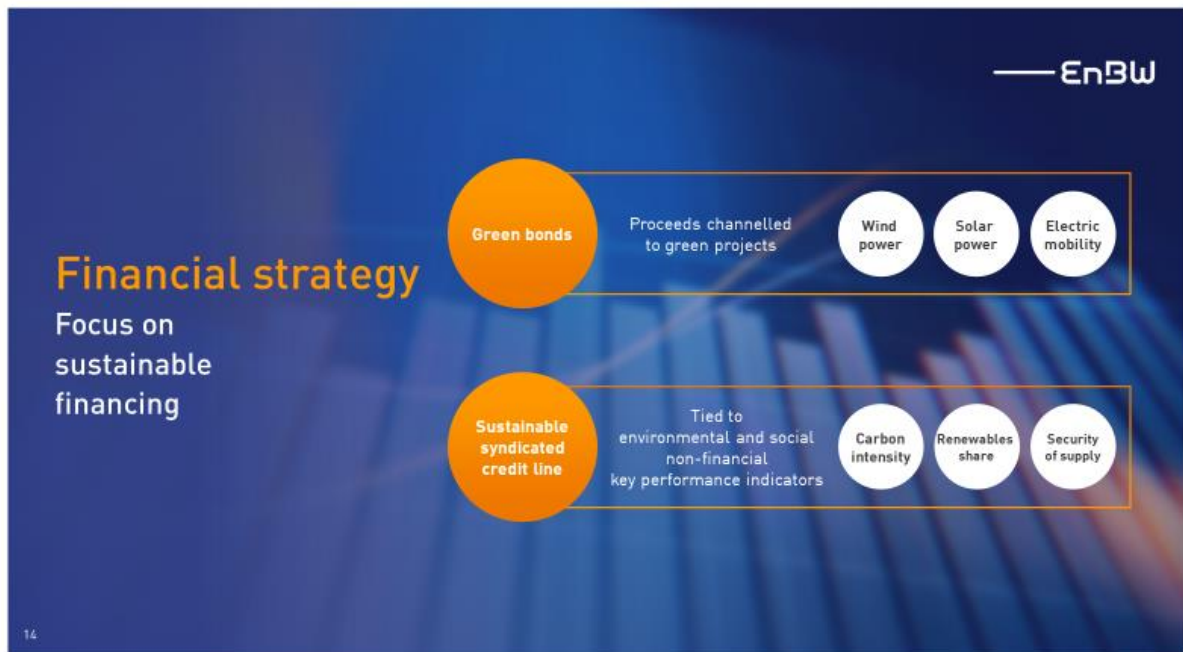 EnBW
Financial strategy
Focus on
sustainable
financing
Green bonds
Proceeds channelled
to green projects
Wind
power
Solar
power
Electric
mobility
Sustainable
syndicated
credit line
Tied to
environmental and social
non-financial
key performance indicators
Carbon
intensity
Renewables
share
Security
of supply
14